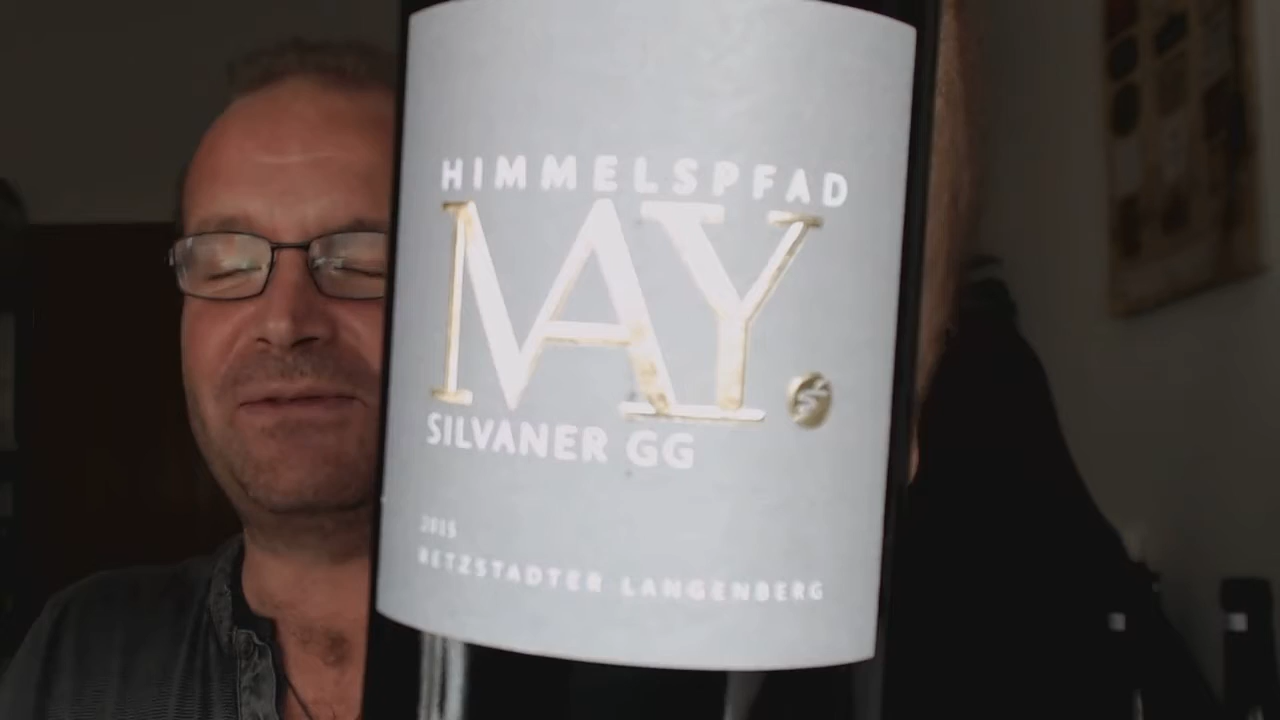 HIMMELSPFAD
MAY.
SILVANER GG
2015
RETZSTADTER LANGENBERG